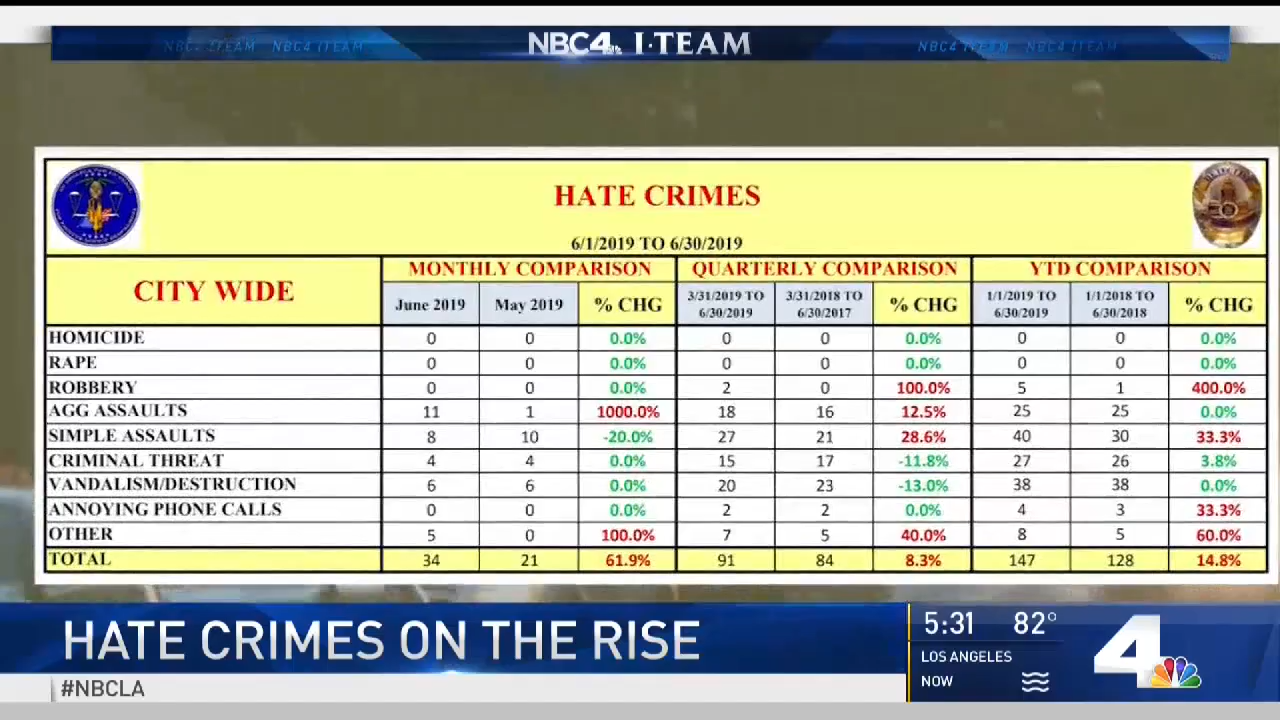 NBC4 I-TEAM NBC4 I-TEAM NBC4 I·TEAM NBC4 I-TEAM NBC4 I-TEAM
HATE CRIMES
6/1/2019 TO 6/30/2019
CITY WIDE MONTHLY COMPARISON QUARTERLY COMPARISON YTD COMPARISON
June 2019 May 2019 % CHG 3/31/2019 TO 6/30/2019 3/31/2018 TO 6/30/2017 % CHG 1/1/2019 TO 6/30/2019 1/1/2018 TO 6/30/2018 % CHG
HOMICIDE 0 0 0.0% 0 0 0.0% 0 0 0.0%
RAPE 0 0 0.0% 0 0 0.0% 0 0 0.0%
ROBBERY 0 0 0.0% 2 0 100.0% 5 1 400.0%
AGG ASSAULTS 11 1 1000.0% 18 16 12.5% 25 25 0.0%
SIMPLE ASSAULTS 8 10 -20.0% 27 21 28.6% 40 30 33.3%
CRIMINAL THREAT 4 4 0.0% 15 17 -11.8% 27 26 3.8%
VANDALISM/DESTRUCTION 6 6 0.0% 20 23 -13.0% 38 38 0.0%
ANNOYING PHONE CALLS 0 0 0.0% 2 2 0.0% 4 3 33.3%
OTHER 5 0 100.0% 7 5 40.0% 8 5 60.0%
TOTAL 34 21 61.9% 91 84 8.3% 147 128 14.8%
HATE CRIMES ON THE RISE
#NBCLA
5:31 82°
LOS ANGELES
NOW
4